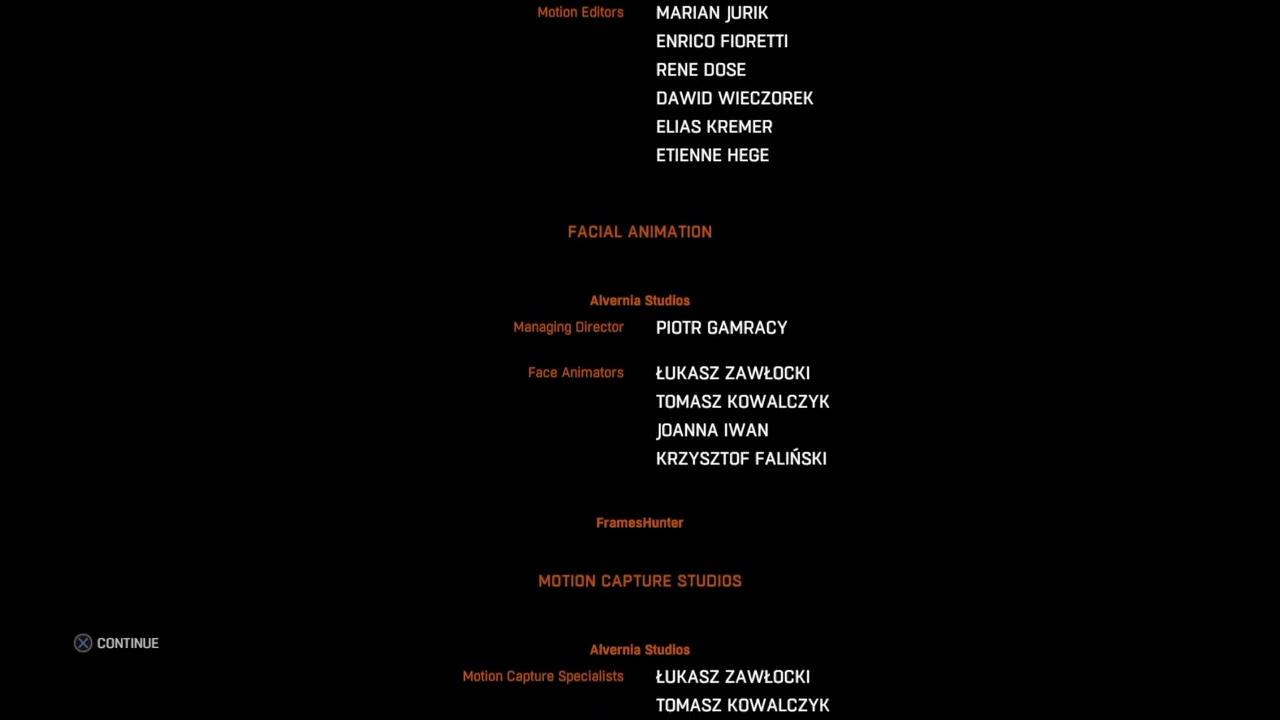 Motion Editors MARIAN JURIK
ENRICO FIORETTI
RENE DOSE
DAWID WIECZOREK
ELIAS KREMER
ETIENNE HEGE
FACIAL ANIMATION
Alvernia Studios
Managing Director PIOTR GAMRACY
Face Animators ŁUKASZ ZAWŁOCKI
TOMASZ KOWALCZYK
JOANNA IWAN
KRZYSZTOF FALIŃSKI
FramesHunter
MOTION CAPTURE STUDIOS
CONTINUE
Alvernia Studios
Motion Capture Specialists ŁUKASZ ZAWŁOCKI
TOMASZ KOWALCZYK